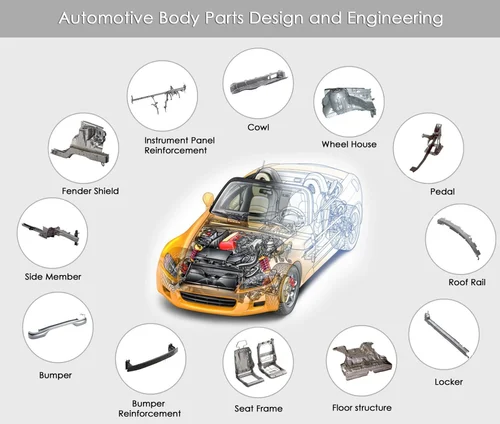 Automotive Body Parts Design and Engineering
Cowl
Instrument Panel
Reinforcement
Wheel House
Fender Shield
Pedal
Side Member
Roof Rail
Bumper
Locker
Bumper
Reinforcement
Seat Frame
Floor structure